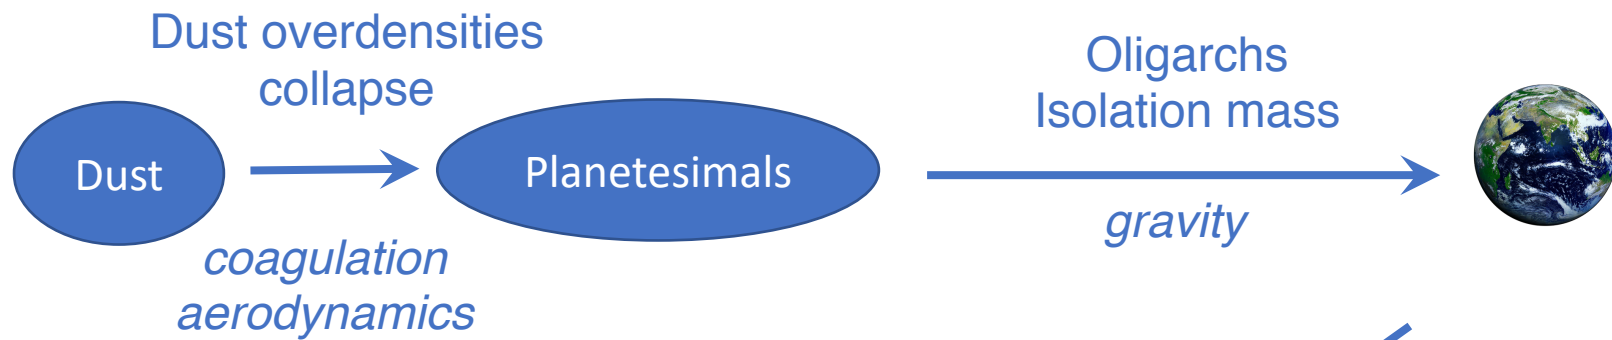 Dust overdensities
collapse
Dust
Planetesimals
coagulation
aerodynamics
Oligarchs
Isolation mass
gravity